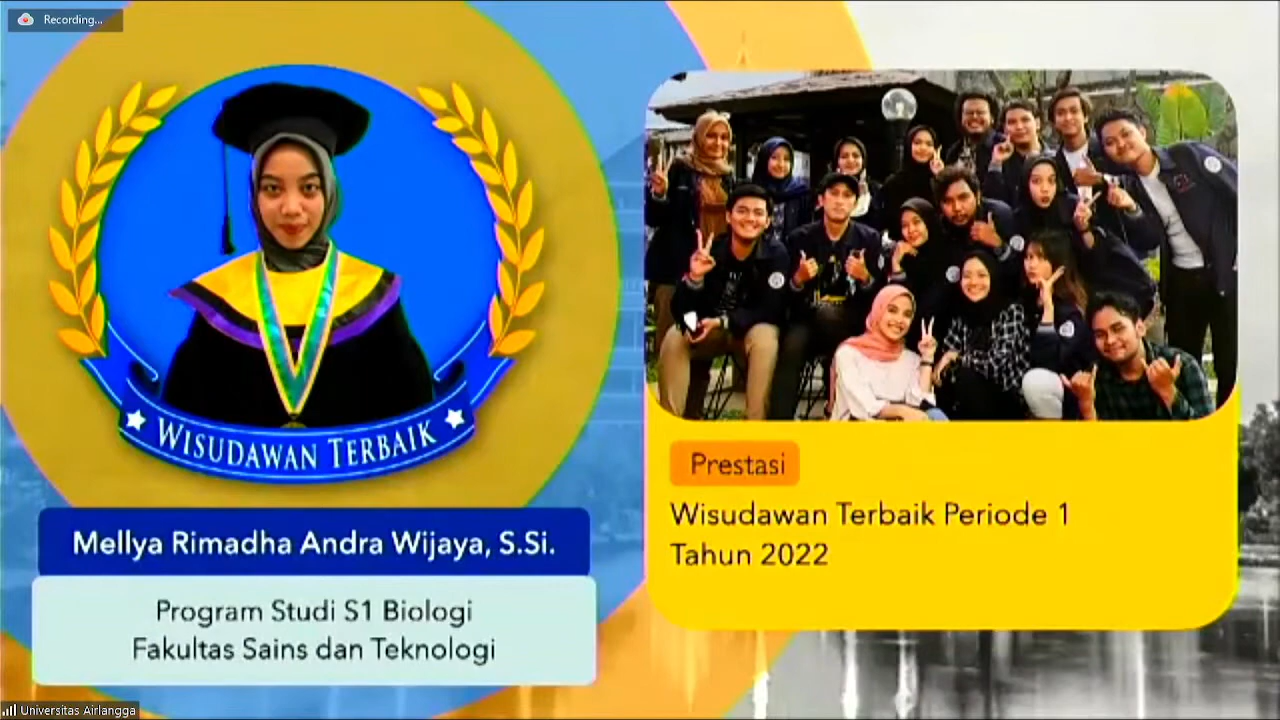 Recording...
WISUDAWAN TERBAIK
Mellya Rimadha Andra Wijaya, S.Si.
Program Studi S1 Biologi
Fakultas Sains dan Teknologi
Prestasi
Wisudawan Terbaik Periode 1
Tahun 2022
Universitas Airlangga